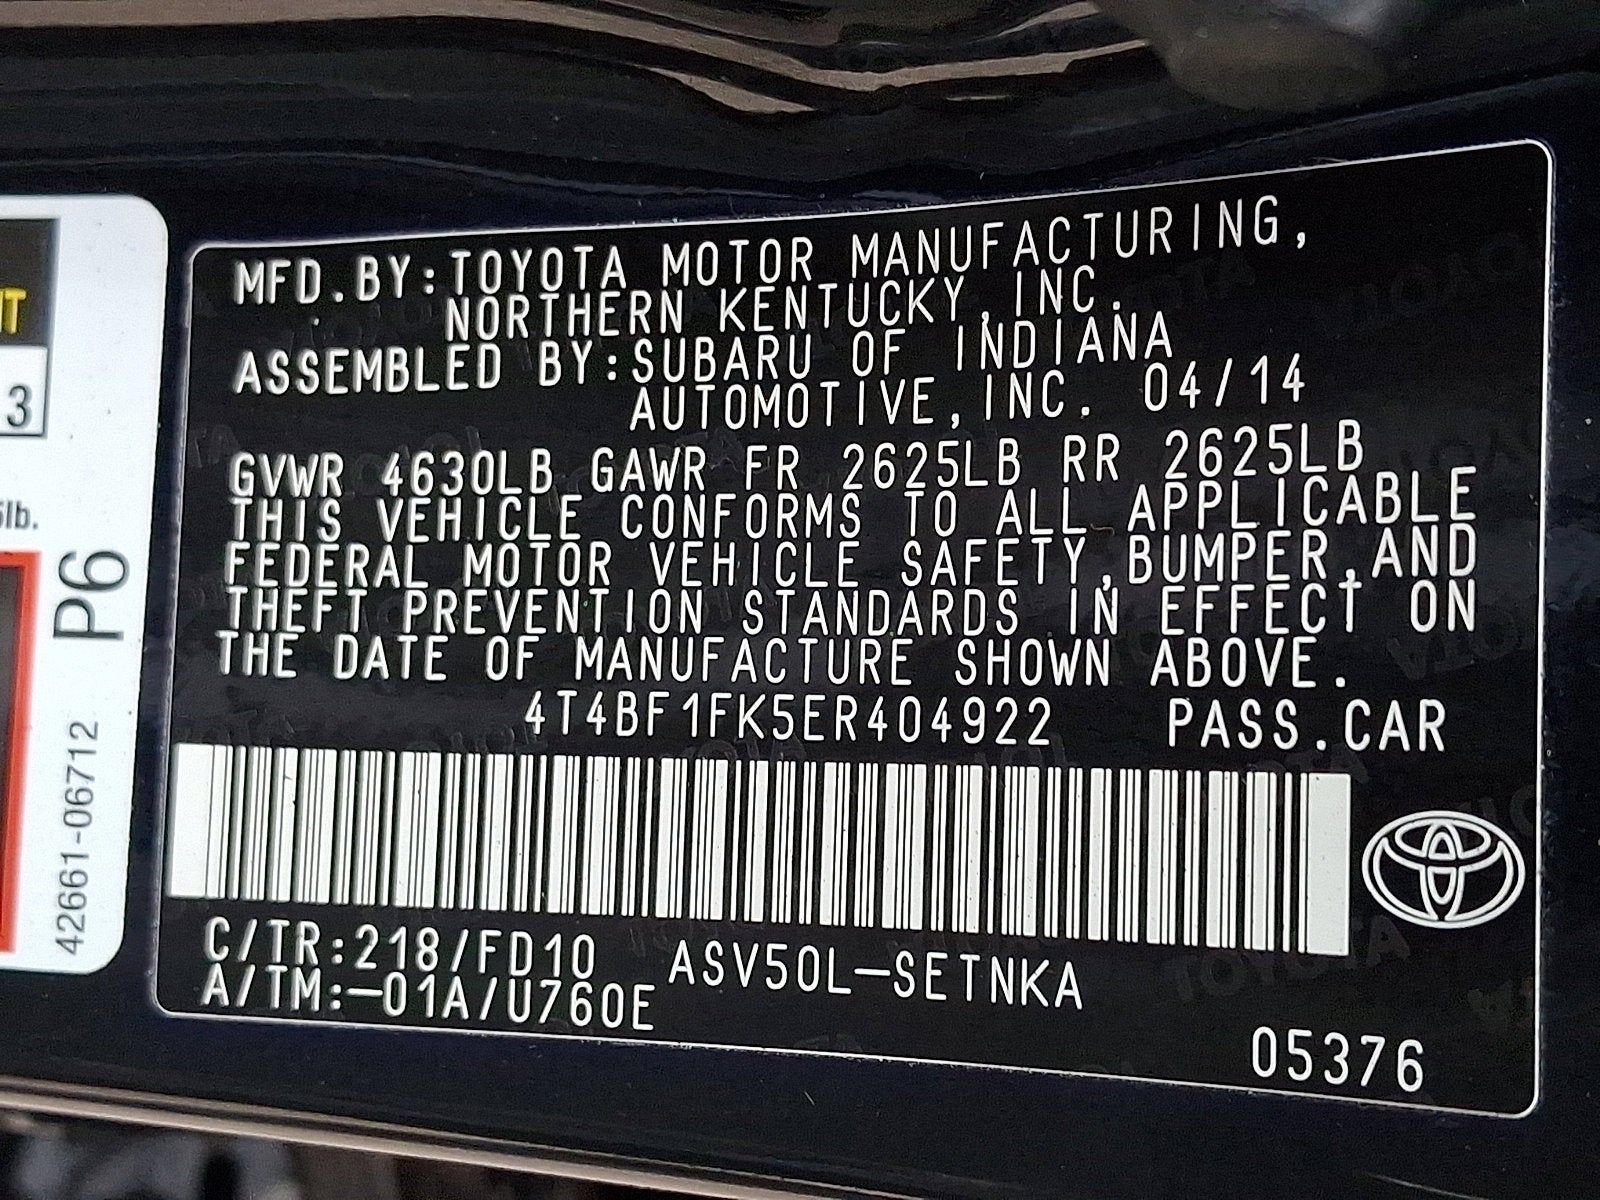 MFD.BY:TOYOTA MOTOR MANUFACTURING,
NORTHERN KENTUCKY,INC.
ASSEMBLED BY:SUBARU OF INDIANA
AUTOMOTIVE,INC. 04/14
GVWR 4630LB GAWR FR 2625LB RR 2625LB
THIS VEHICLE CONFORMS TO ALL APPLICABLE
FEDERAL MOTOR VEHICLE SAFETY,BUMPER,AND
THEFT PREVENTION STANDARDS IN EFFECT ON
THE DATE OF MANUFACTURE SHOWN ABOVE.
4T4BF1FK5ER404922 PASS.CAR
C/TR:218/FD10 ASV50L-SETNKA
A/TM:-01A/U760E
05376
3
lb.
P6
42661-06712